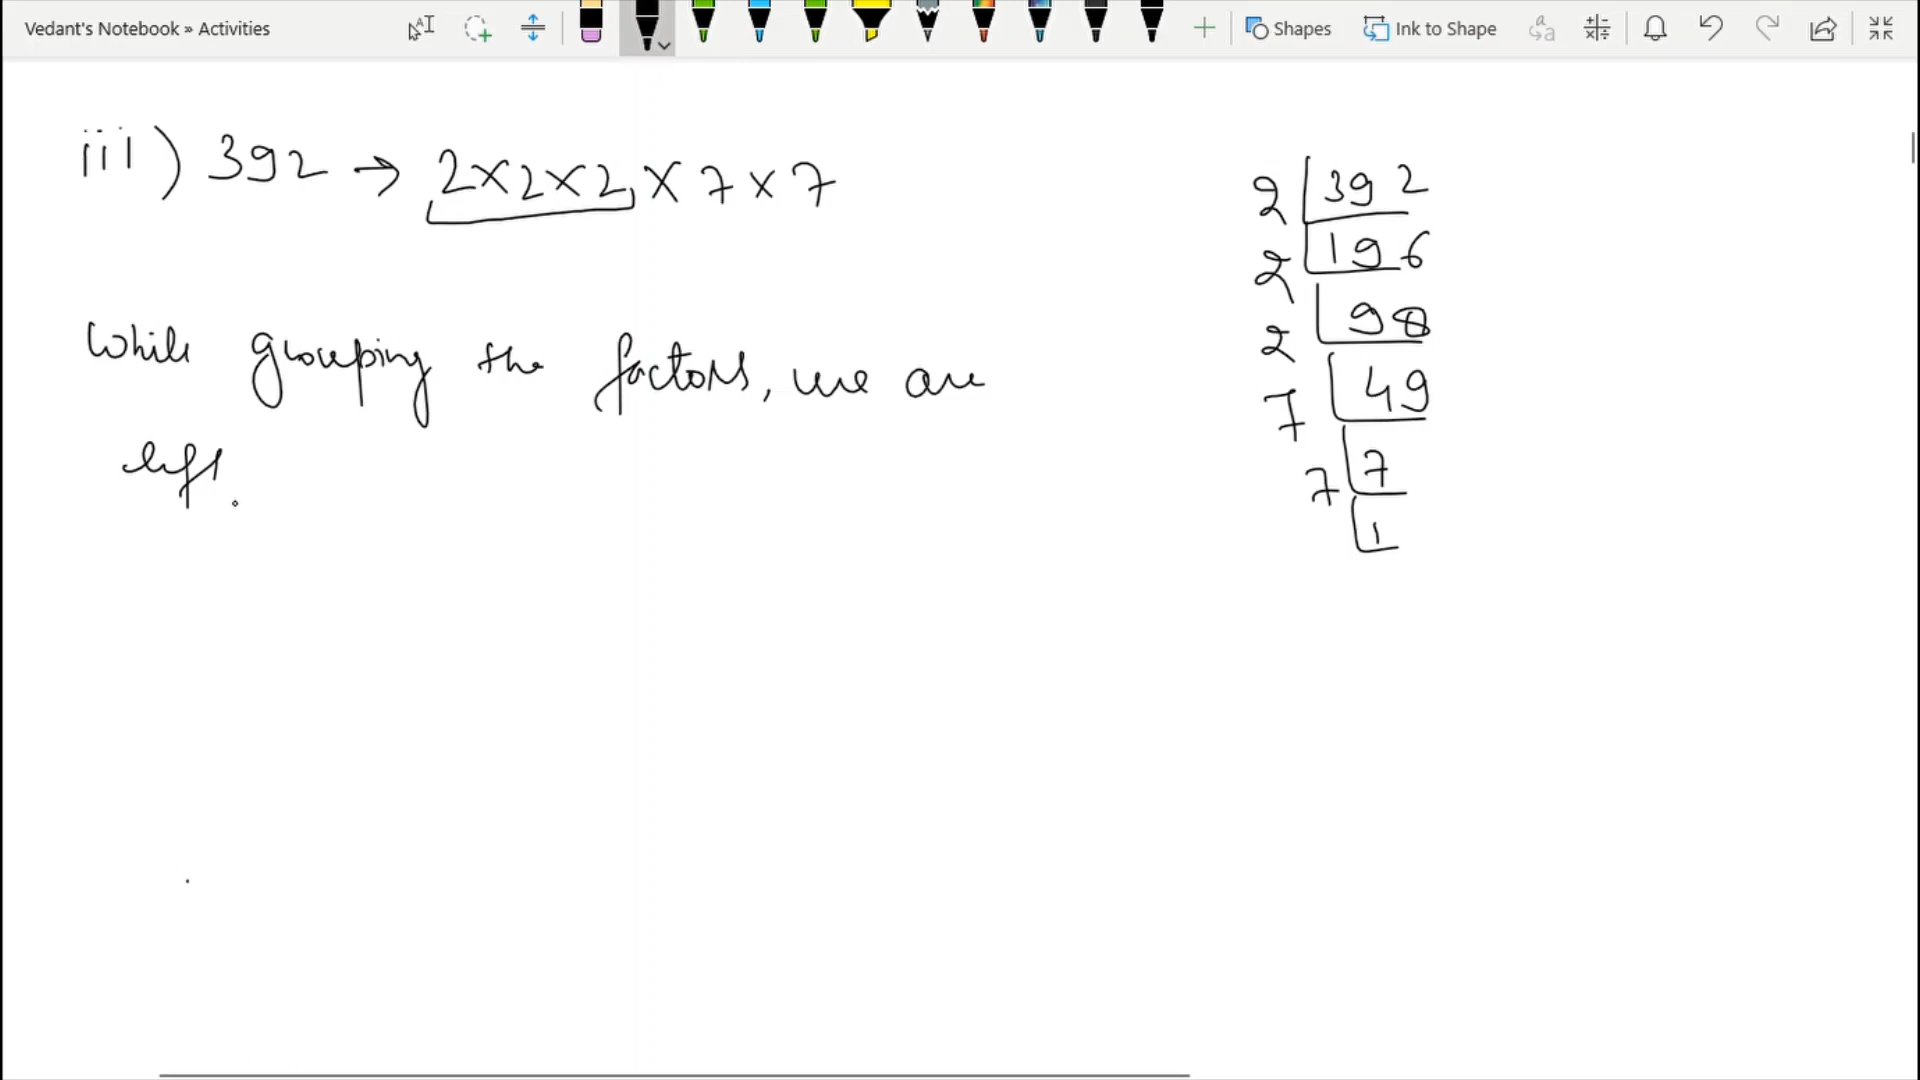 Vedant's Notebook » Activities
Shapes
Ink to Shape
iii) 392 → 2×2×2 × 7 × 7
While grouping the factors, we are
left
2 | 392
2 | 196
2 | 98
7 | 49
7 | 7
1